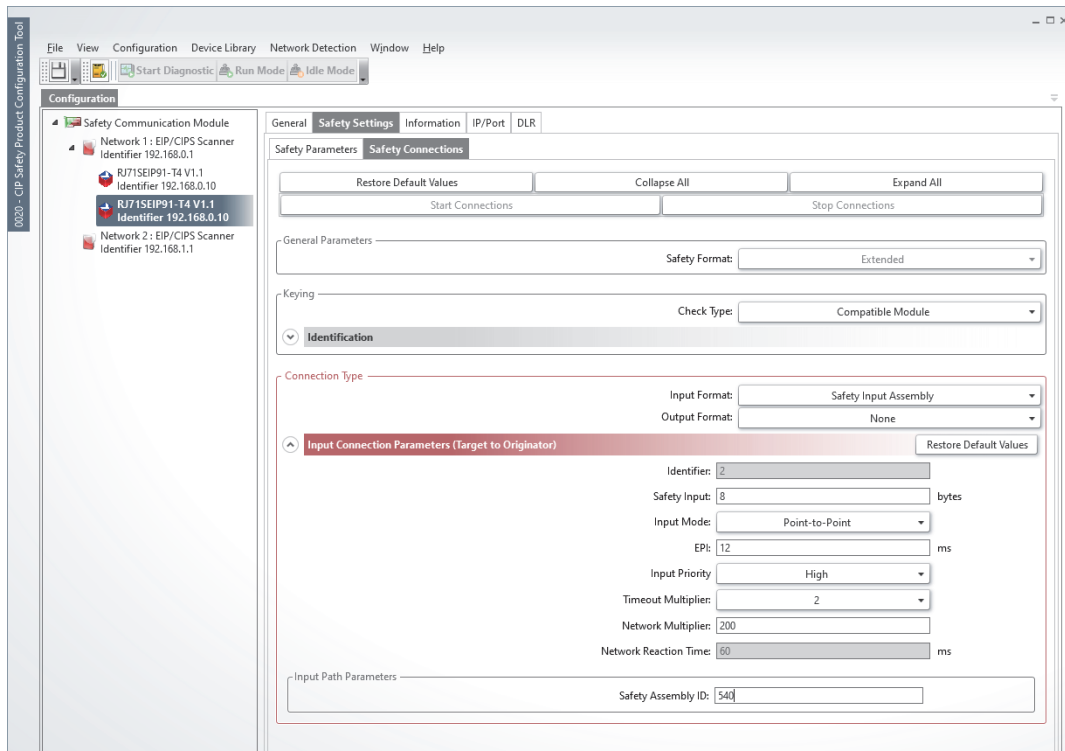 0020 - CIP Safety Product Configuration Tool
File View Configuration Device Library Network Detection Window Help
Start Diagnostic Run Mode Idle Mode
Configuration
Safety Communication Module
Network 1 : EIP/CIPS Scanner
Identifier 192.168.0.1
RJ71SEIP91-T4 V1.1
Identifier 192.168.0.10
RJ71SEIP91-T4 V1.1
Identifier 192.168.0.10
Network 2 : EIP/CIPS Scanner
Identifier 192.168.1.1
General Safety Settings Information IP/Port DLR
Safety Parameters Safety Connections
Restore Default Values Collapse All Expand All
Start Connections Stop Connections
General Parameters
Safety Format: Extended
Keying
Check Type: Compatible Module
Identification
Connection Type
Input Format: Safety Input Assembly
Output Format: None
Input Connection Parameters (Target to Originator) Restore Default Values
Identifier: 2
Safety Input: 8 bytes
Input Mode: Point-to-Point
EPI: 12 ms
Input Priority High
Timeout Multiplier: 2
Network Multiplier: 200
Network Reaction Time: 60 ms
Input Path Parameters
Safety Assembly ID: 540